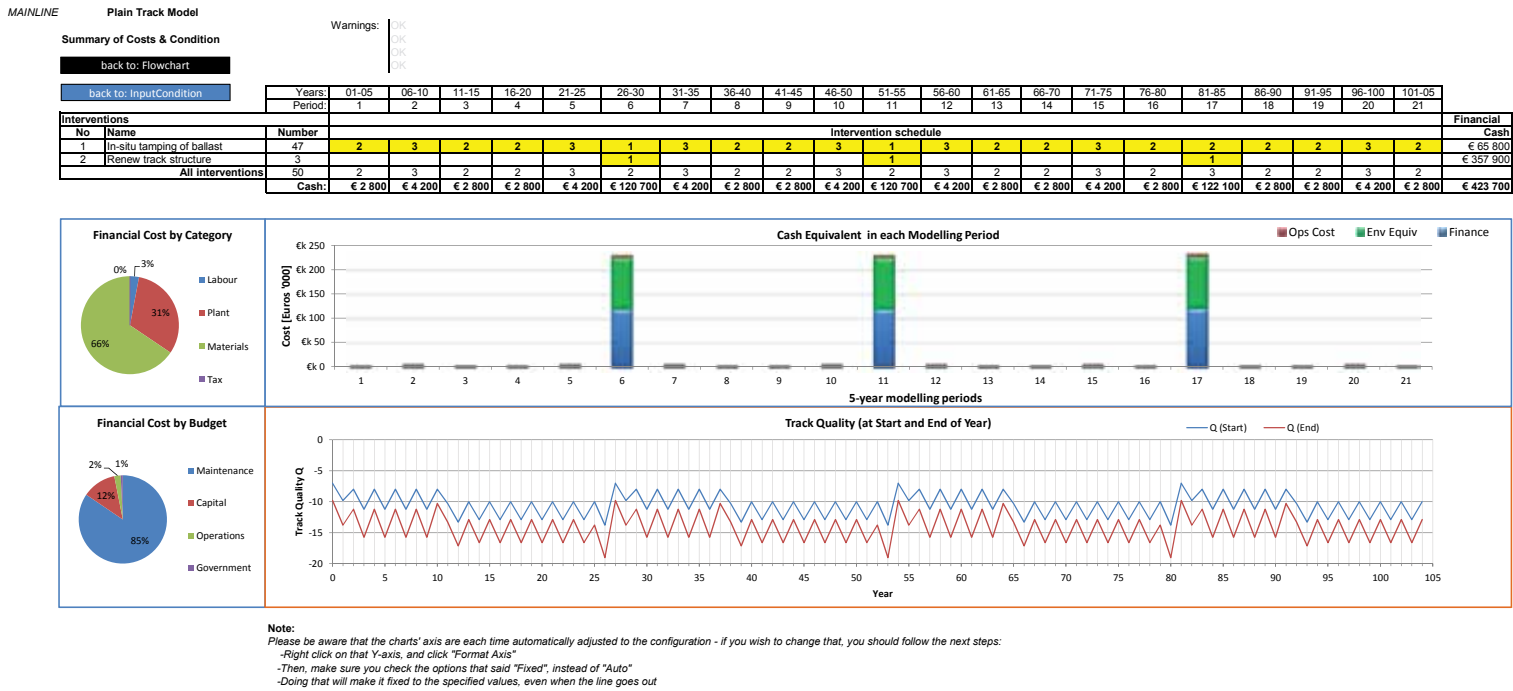 MAINLINE Plain Track Model
Warnings: OK
Summary of Costs & Condition OK
OK
back to: Flowchart OK
back to: InputCondition
Years: 01-05 06-10 11-15 16-20 21-25 26-30 31-35 36-40 41-45 46-50 51-55 56-60 61-65 66-70 71-75 76-80 81-85 86-90 91-95 96-100 101-05
Period: 1 2 3 4 5 6 7 8 9 10 11 12 13 14 15 16 17 18 19 20 21
Interventions Financial
No Name Number Intervention schedule Cash
1 In-situ tamping of ballast 47 2 3 2 2 3 1 3 2 2 3 1 3 2 2 3 2 2 2 2 3 2 € 65 800
2 Renew track structure 3 1 1 1 € 357 900
All interventions 50 2 3 2 2 3 2 3 2 2 3 2 3 2 2 3 2 3 2 2 3 2
Cash: € 2 800 € 4 200 € 2 800 € 2 800 € 4 200 € 120 700 € 4 200 € 2 800 € 2 800 € 4 200 € 120 700 € 4 200 € 2 800 € 2 800 € 4 200 € 2 800 € 122 100 € 2 800 € 2 800 € 4 200 € 2 800 € 423 700
Financial Cost by Category
0% 3%
31%
66%
Labour
Plant
Materials
Tax
Cash Equivalent in each Modelling Period
Ops Cost Env Equiv Finance
Cost [Euros '000]
€k 250
€k 200
€k 150
€k 100
€k 50
€k 0
1 2 3 4 5 6 7 8 9 10 11 12 13 14 15 16 17 18 19 20 21
5-year modelling periods
Financial Cost by Budget
2% 1%
12%
85%
Maintenance
Capital
Operations
Government
Track Quality (at Start and End of Year)
Q (Start) Q (End)
Track Quality Q
0
-5
-10
-15
-20
0 5 10 15 20 25 30 35 40 45 50 55 60 65 70 75 80 85 90 95 100 105
Year
Note:
Please be aware that the charts' axis are each time automatically adjusted to the configuration - if you wish to change that, you should follow the next steps:
-Right click on that Y-axis, and click "Format Axis"
-Then, make sure you check the options that said "Fixed", instead of "Auto"
-Doing that will make it fixed to the specified values, even when the line goes out